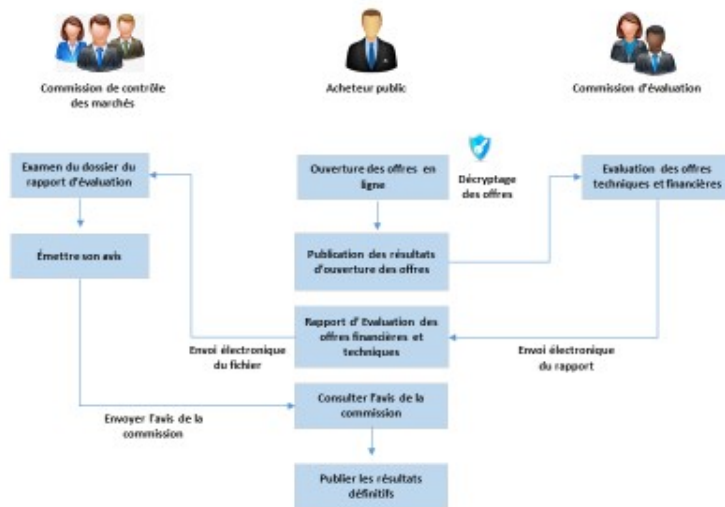 Commission de contrôle
des marchés
Acheteur public
Commission d'évaluation
Examen du dossier du
rapport d'évaluation
Ouverture des offres en
ligne
Décryptage
des offres
Evaluation des offres
techniques et financières
Émettre son avis
Publication des résultats
d'ouverture des offres
Rapport d' Evaluation des
offres financières et
techniques
Envoi électronique
du fichier
Envoi électronique
du rapport
Consulter l'avis de la
commission
Envoyer l'avis de la
commission
Publier les résultats
définitifs